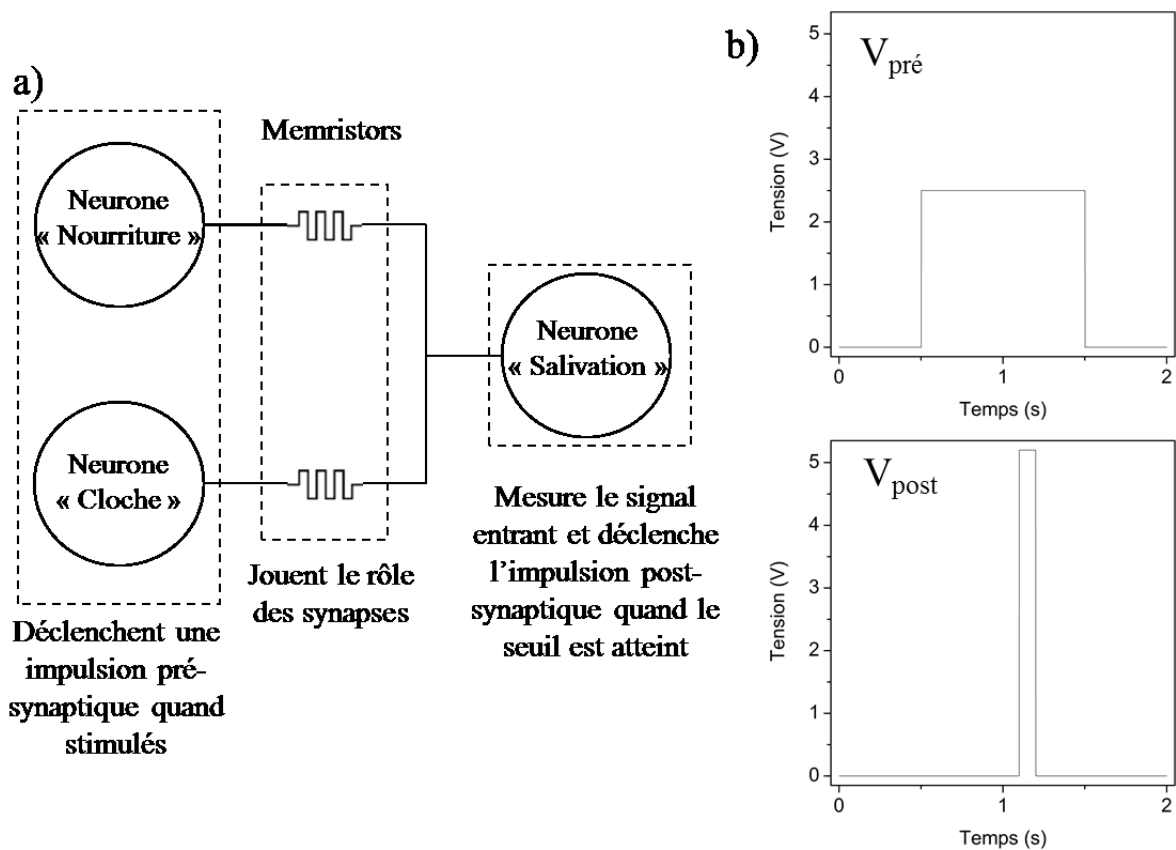 a)
Neurone
« Nourriture »
Neurone
« Cloche »
Déclenchent une
impulsion pré-
synaptique quand
stimulés
Memristors
Jouent le rôle
des synapses
Neurone
« Salivation »
Mesure le signal
entrant et déclenche
l’impulsion post-
synaptique quand le
seuil est atteint
b)
Vpré
Tension (V)
5
4
3
2
1
0
0 1 2
Temps (s)
Vpost
Tension (V)
5
4
3
2
1
0
0 1 2
Temps (s)